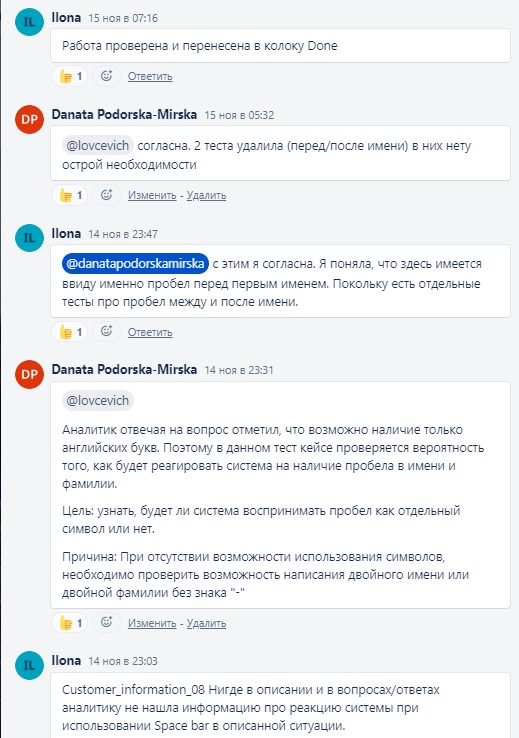 IL Ilona 15 ноя в 07:16
Работа проверена и перенесена в колоку Done
1 Ответить
DP Danata Podorska-Mirska 15 ноя в 05:32
@lovcevich согласна. 2 теста удалила (перед/после имени) в них нету
острой необходимости
1 Изменить - Удалить
IL Ilona 14 ноя в 23:47
@danatapodorskamirska с этим я согласна. Я поняла, что здесь имеется
ввиду именно пробел перед первым именем. Покольку есть отдельные
тесты про пробел между и после имени.
1 Ответить
DP Danata Podorska-Mirska 14 ноя в 23:31
@lovcevich
Аналитик отвечая на вопрос отметил, что возможно наличие только
английских букв. Поэтому в данном тест кейсе проверяется вероятность
того, как будет реагировать система на наличие пробела в имени и
фамилии.
Цель: узнать, будет ли система воспринимать пробел как отдельный
символ или нет.
Причина: При отсутствии возможности использования символов,
необходимо проверить возможность написания двойного имени или
двойной фамилии без знака "-"
1 Изменить - Удалить
IL Ilona 14 ноя в 23:03
Customer_information_08 Нигде в описании и в вопросах/ответах
аналитику не нашла информацию про реакцию системы при
использовании Space bar в описанной ситуации.